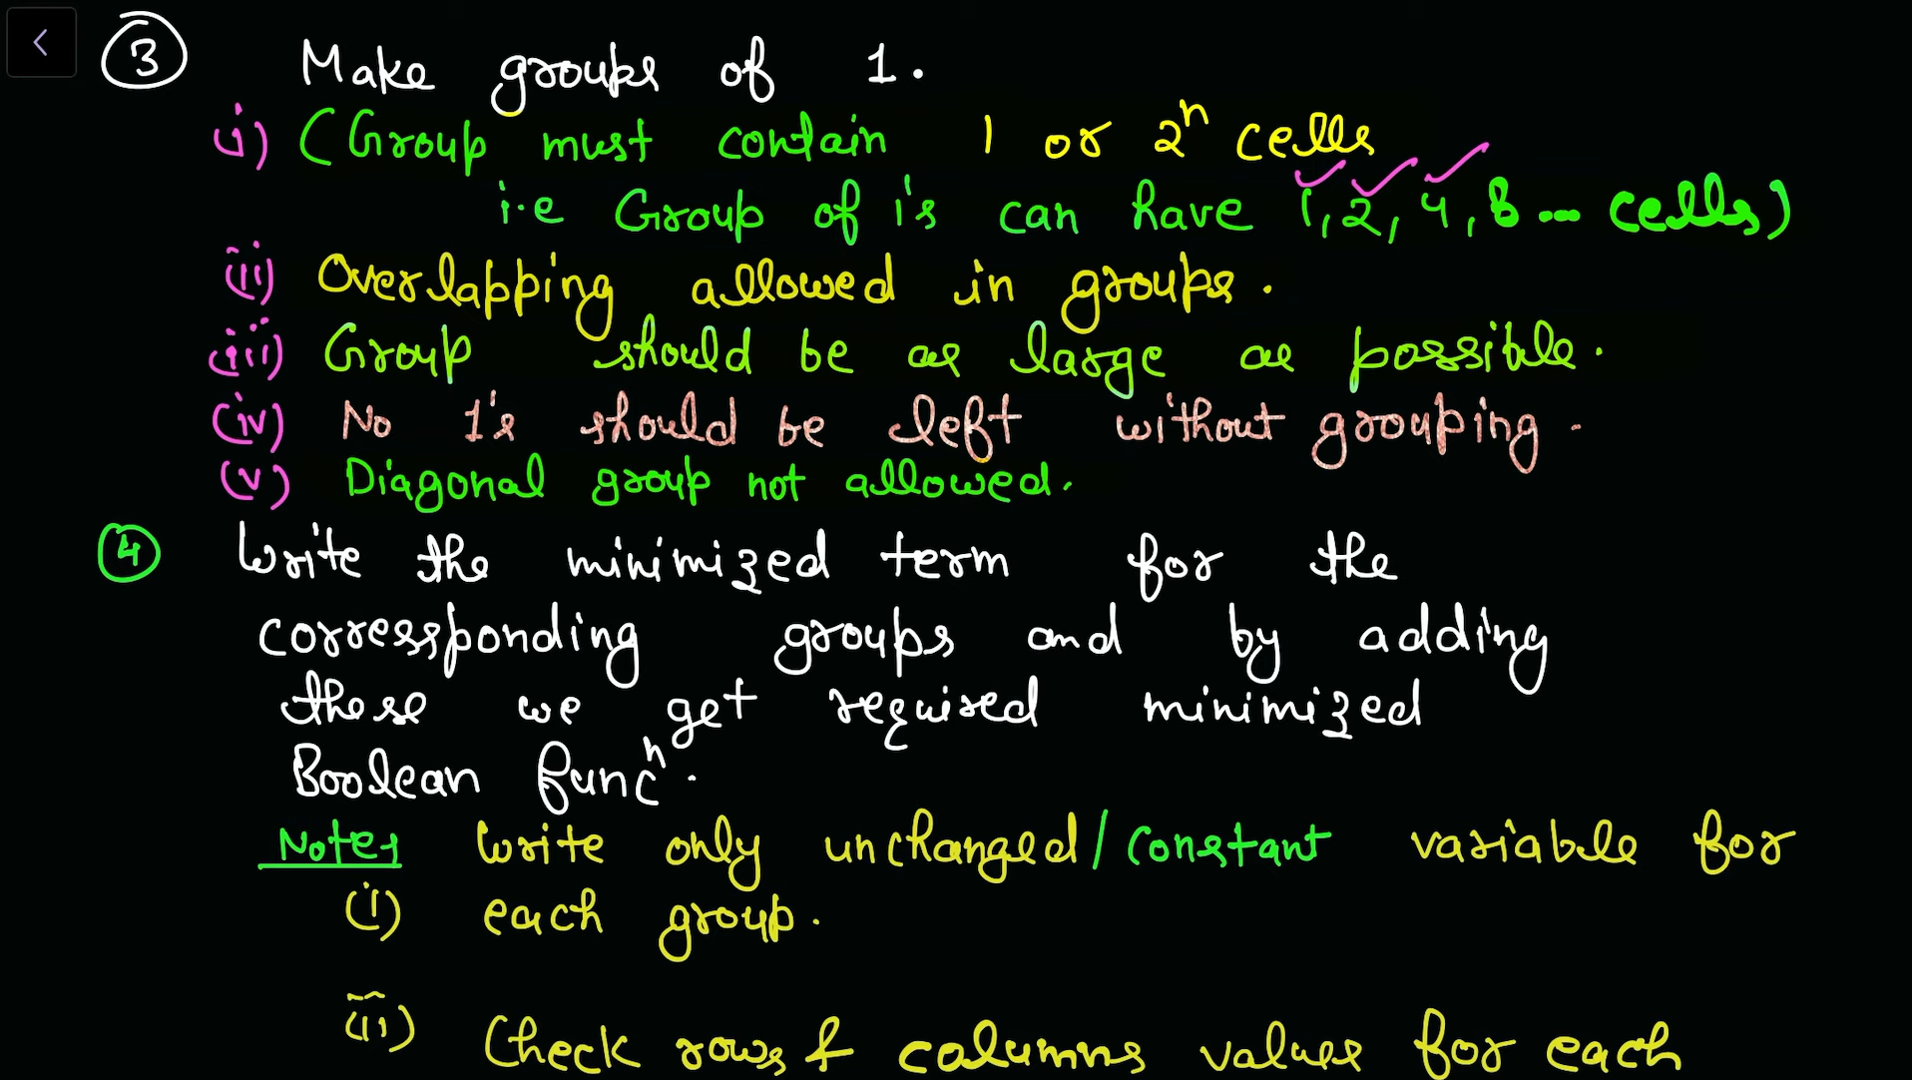 3 Make groups of 1.
i) (Group must contain 1 or 2ⁿ cells
i.e Group of 1's can have 1, 2, 4, 8 --- cells)
(ii) Overlapping allowed in groups.
(iii) Group should be as large as possible.
(iv) No 1's should be left without grouping.
(v) Diagonal group not allowed.
4 Write the minimized term for the
corressponding groups and by adding
these we get required minimized
Boolean funcⁿ.
Notes Write only unchanged/constant variable for
(i) each group.
(ii) Check rows & columns values for each